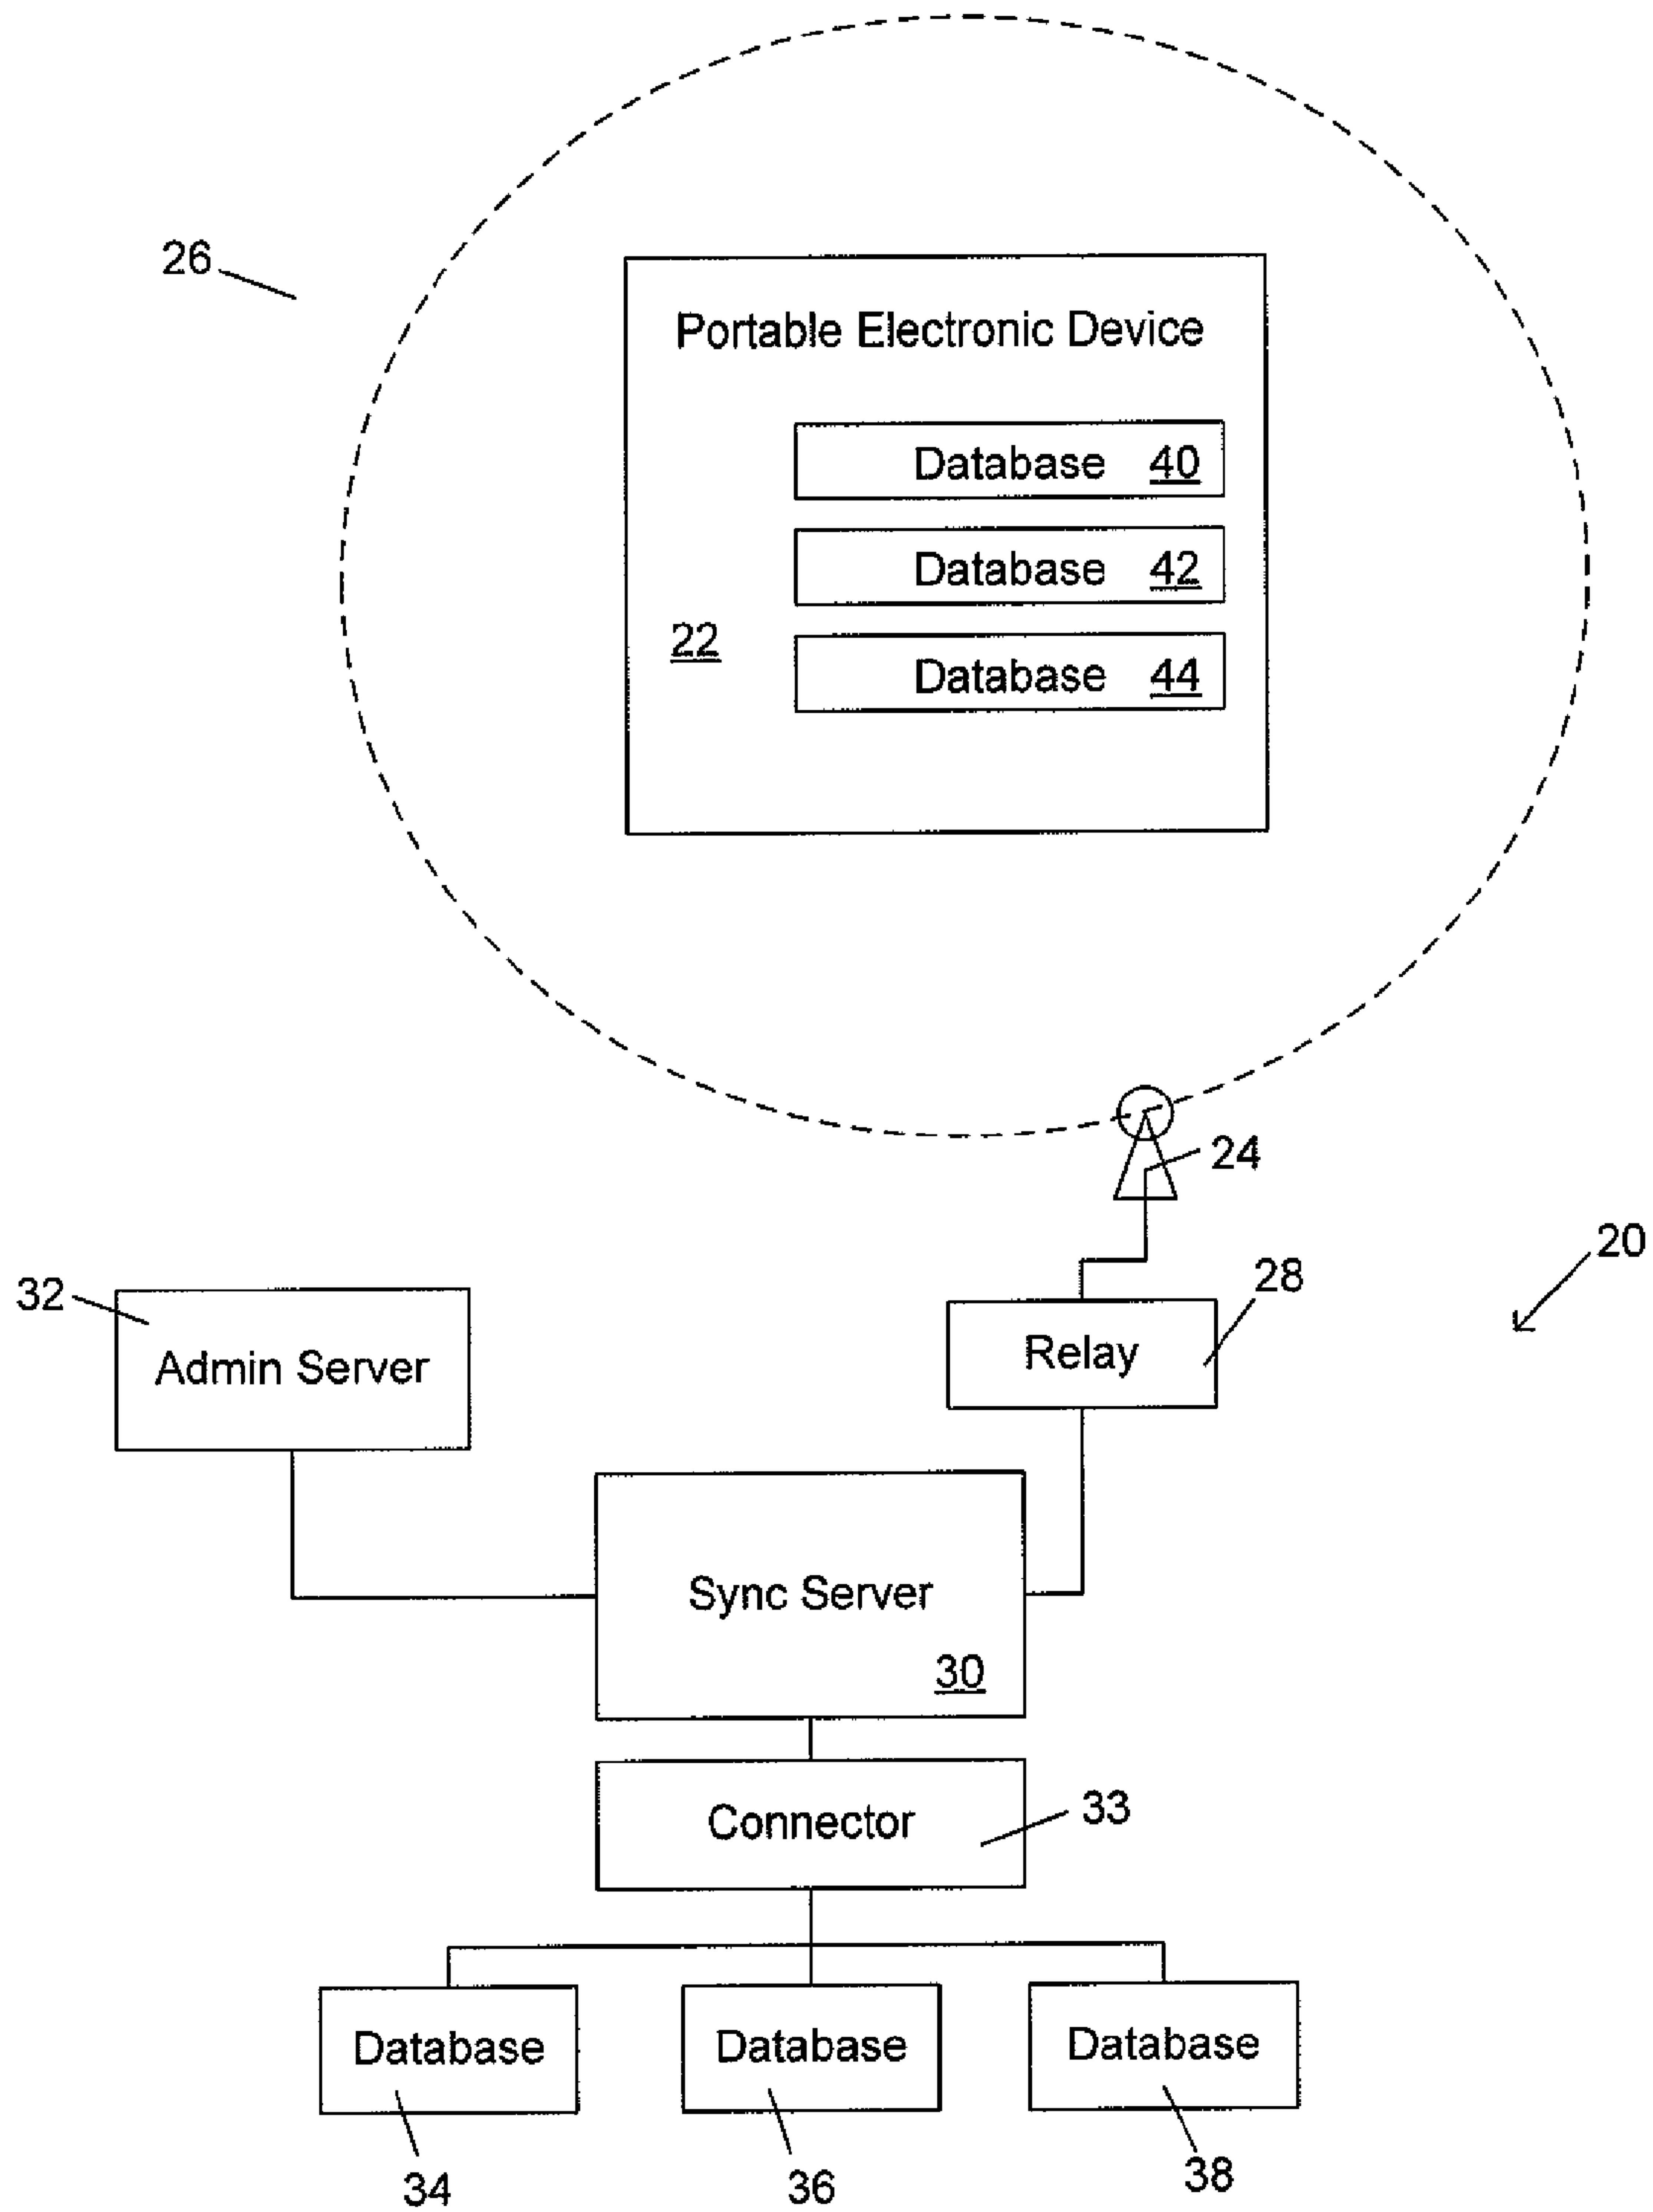 26
Portable Electronic Device
Database 40
Database 42
22
Database 44
24
20
32
28
Admin Server
Relay
Sync Server
30
Connector
33
Database
Database
Database
34
36
38